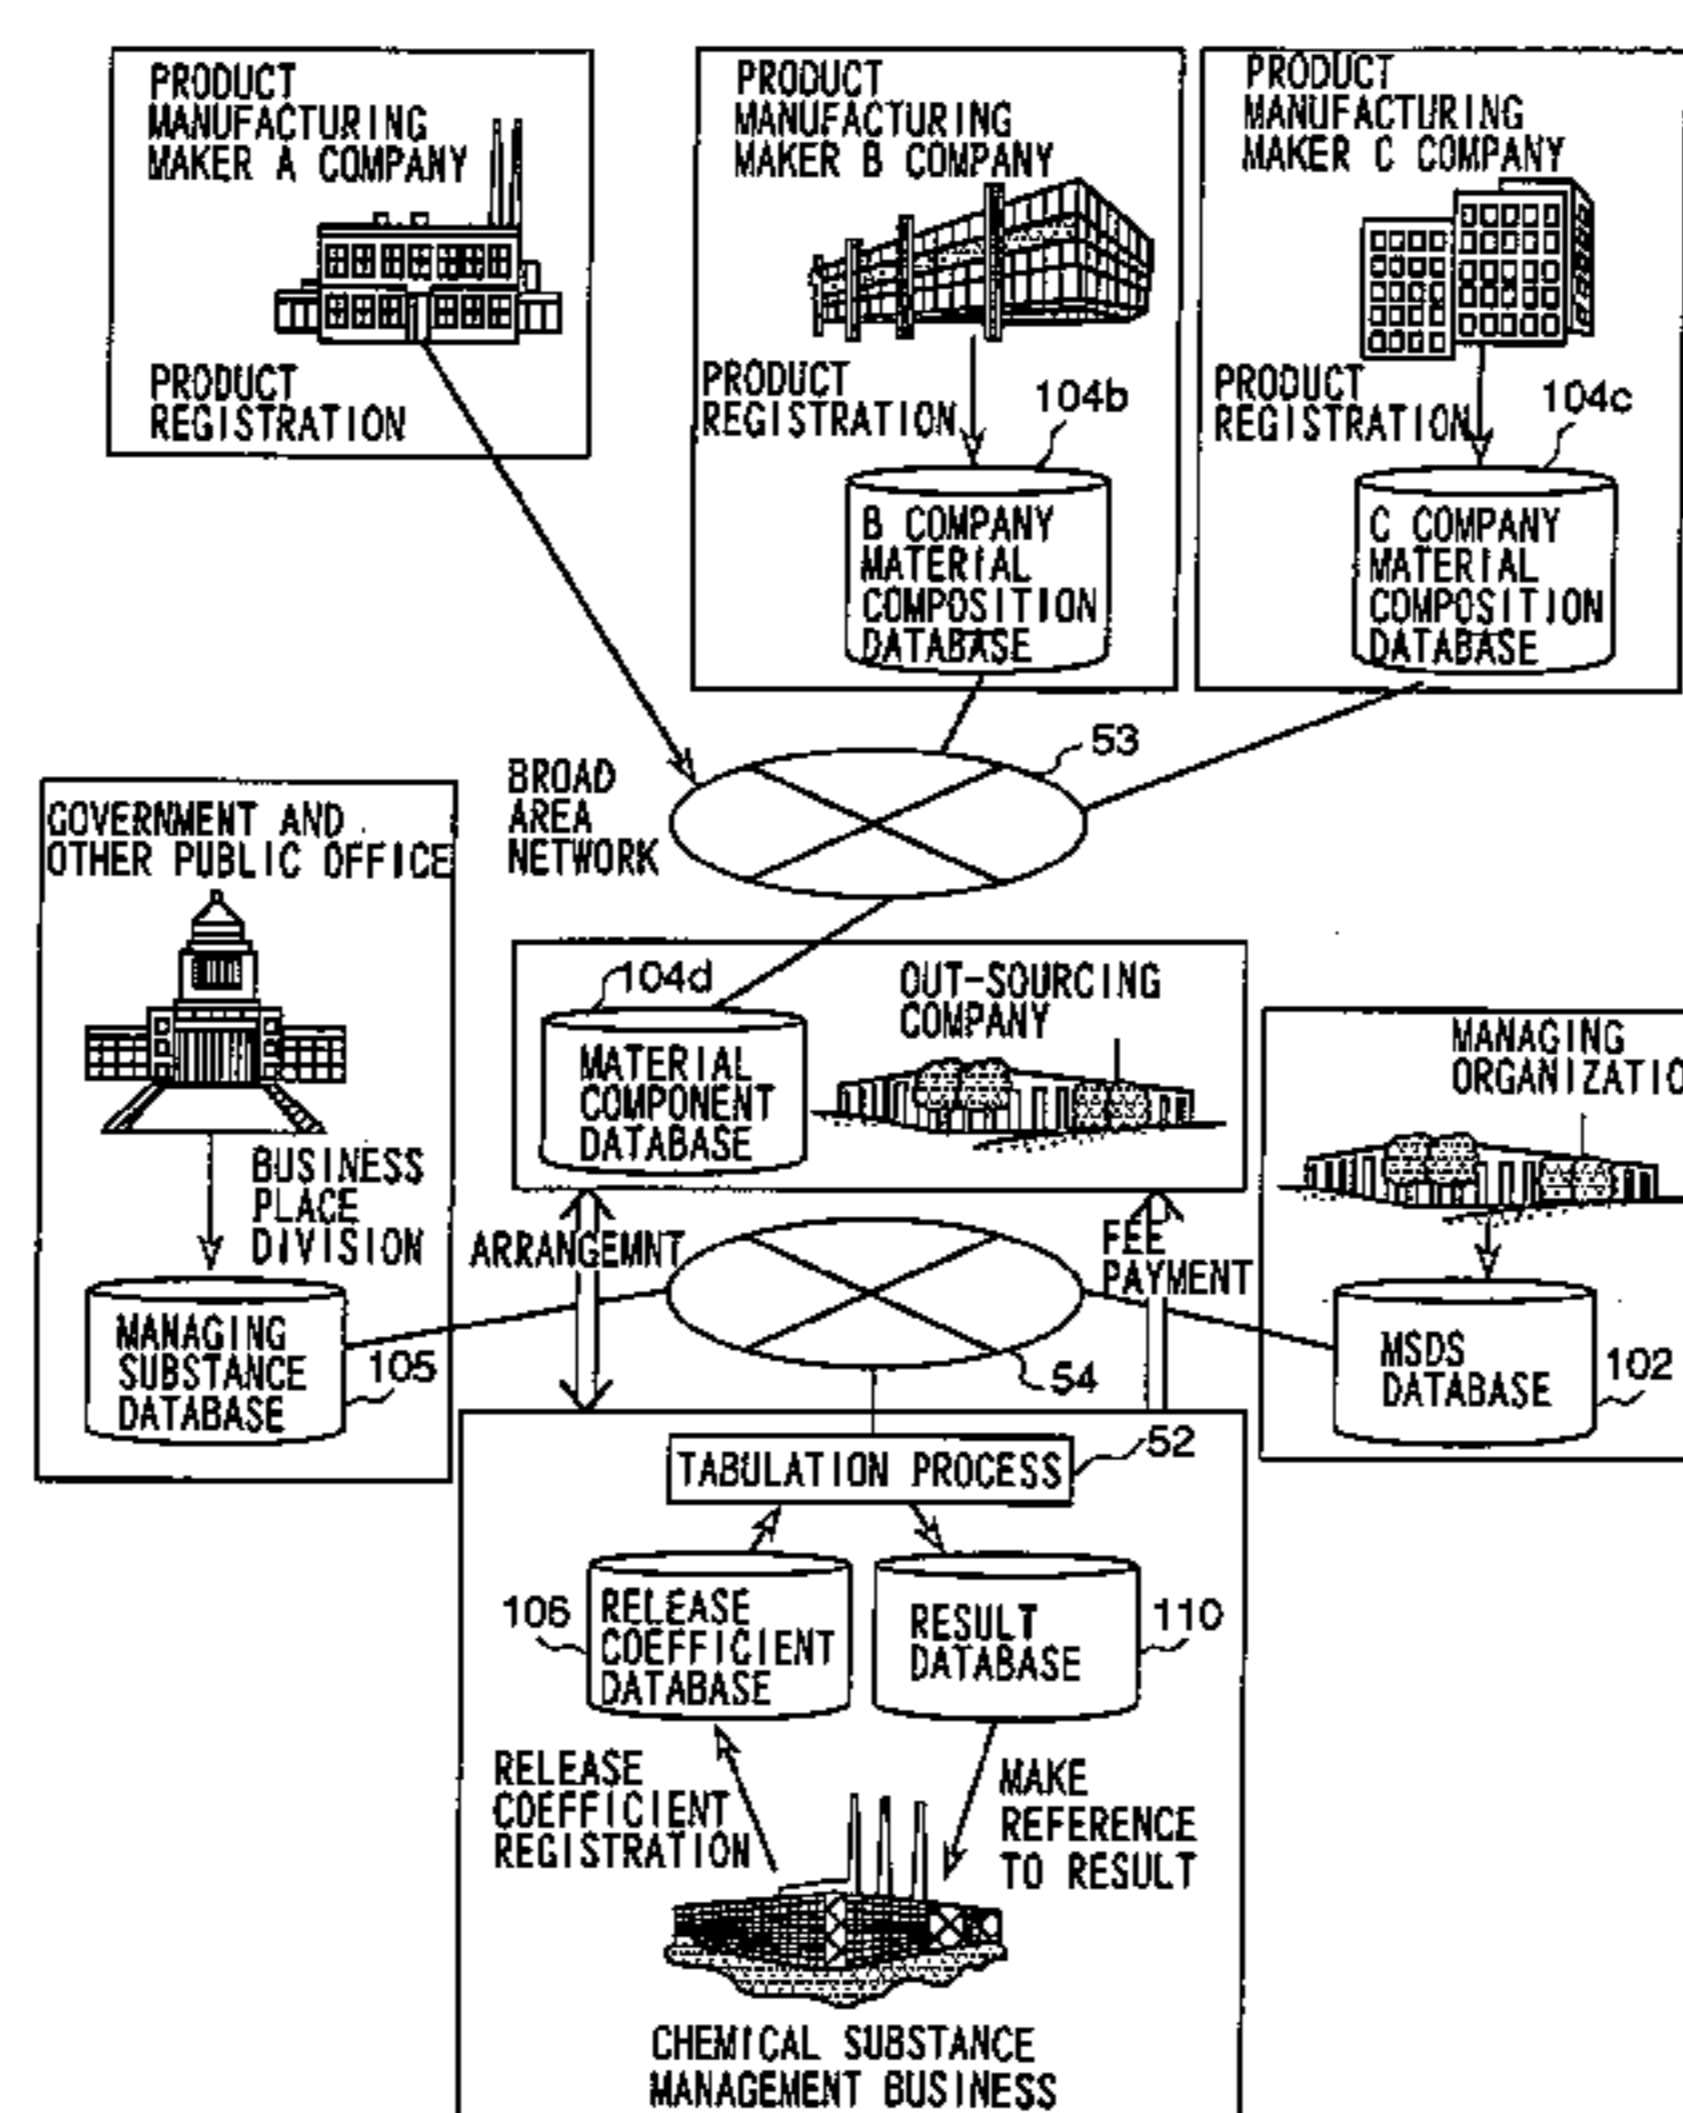 PRODUCT
MANUFACTURING
MAKER A COMPANY
PRODUCT
REGISTRATION
PRODUCT
MANUFACTURING
MAKER B COMPANY
PRODUCT
REGISTRATION
104b
B COMPANY
MATERIAL
COMPOSITION
DATABASE
PRODUCT
MANUFACTURING
MAKER C COMPANY
PRODUCT
REGISTRATION
104c
C COMPANY
MATERIAL
COMPOSITION
DATABASE
53
BROAD
AREA
NETWORK
GOVERNMENT AND
OTHER PUBLIC OFFICE
BUSINESS
PLACE
DIVISION
MANAGING
SUBSTANCE
DATABASE
105
104d
MATERIAL
COMPONENT
DATABASE
OUT-SOURCING
COMPANY
MANAGING
ORGANIZATIO
MSDS
DATABASE
102
ARRANGEMNT
FEE
PAYMENT
54
TABULATION PROCESS
52
106
RELEASE
COEFFICIENT
DATABASE
RESULT
DATABASE
110
RELEASE
COEFFICIENT
REGISTRATION
MAKE
REFERENCE
TO RESULT
CHEMICAL SUBSTANCE
MANAGEMENT BUSINESS